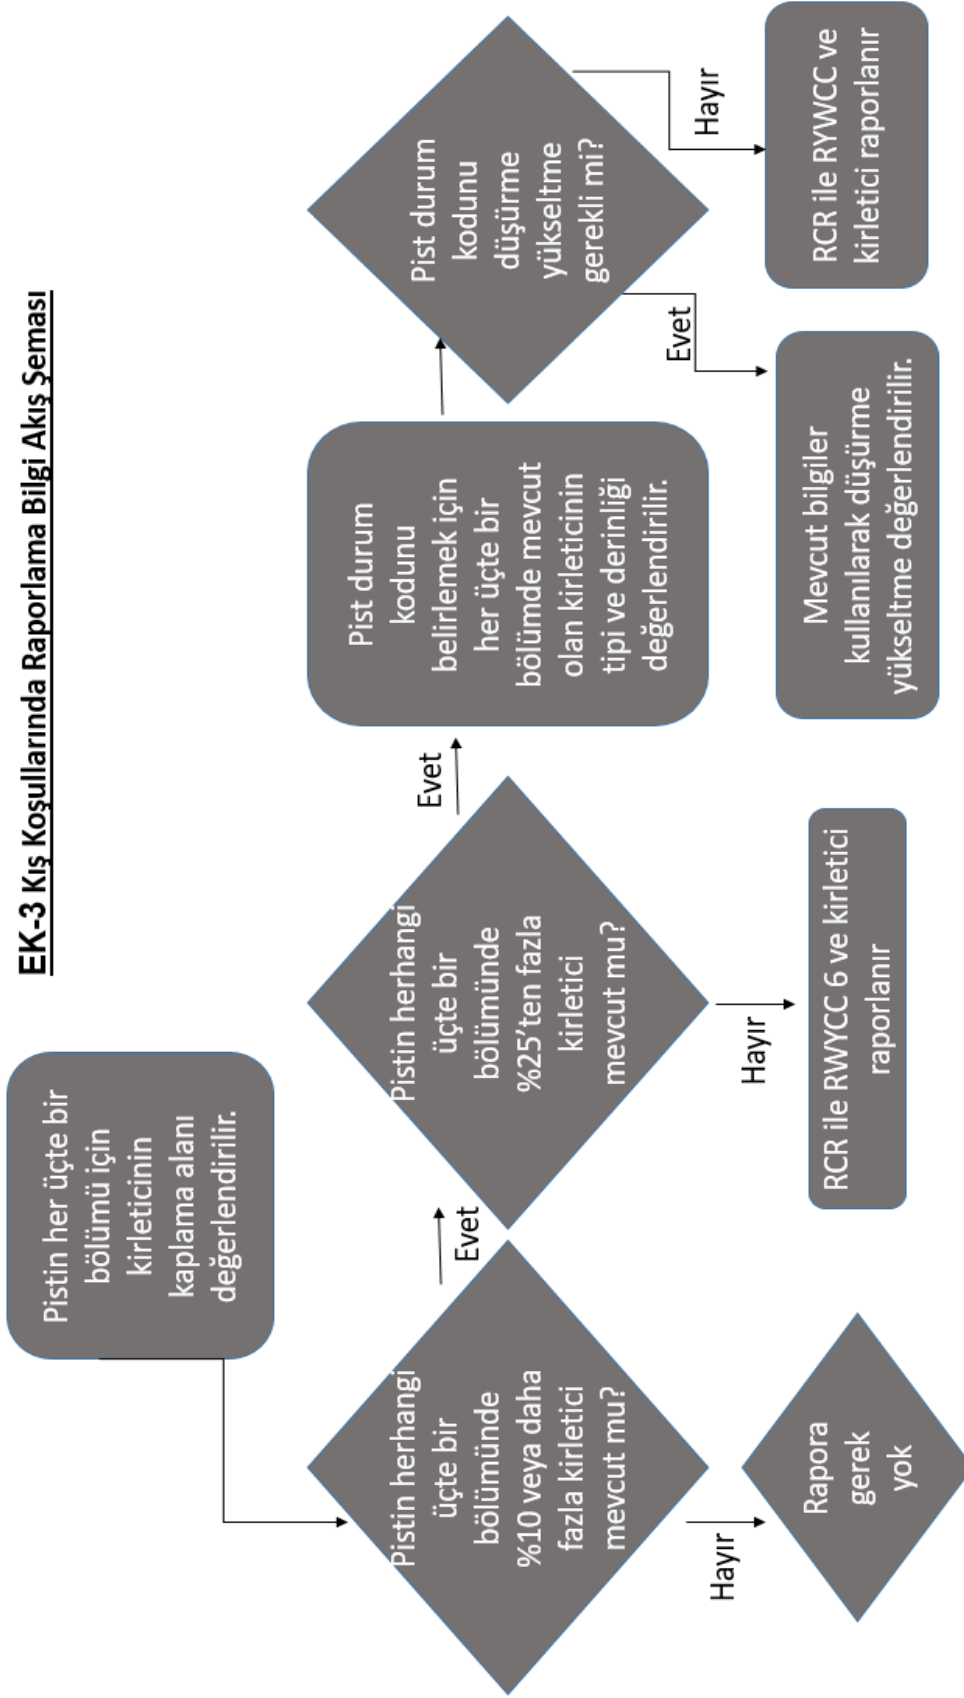 EK-3 Kış Koşullarında Raporlama Bilgi Akış Şeması
Pistin her üçte bir
bölümü için
kirleticinin
kaplama alanı
değerlendirilir.
Pistin herhangi
üçte bir
bölümünde
%10 veya daha
fazla kirletici
mevcut mu?
Evet
Hayır
Rapora
gerek
yok
Pistin herhangi
üçte bir
bölümünde
%25'ten fazla
kirletici
mevcut mu?
Evet
Hayır
RCR ile RWYCC 6 ve kirletici
raporlanır
Pist durum
kodunu
belirlemek için
her üçte bir
bölümde mevcut
olan kirleticinin
tipi ve derinliği
değerlendirilir.
Pist durum
kodunu
düşürme
yükseltme
gerekli mi?
Evet
Mevcut bilgiler
kullanılarak düşürme
yükseltme değerlendirilir.
Hayır
RCR ile RYWCC ve
kirletici raporlanır